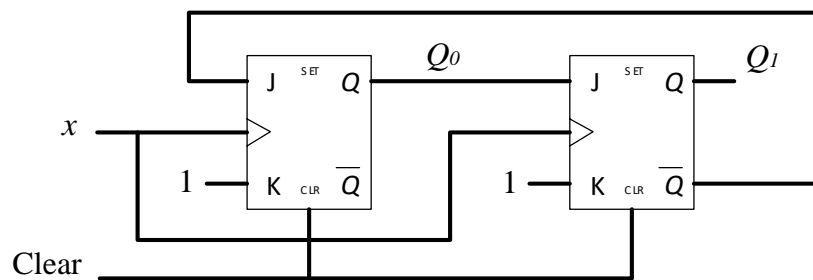 Q0 Q1
J SET Q J SET Q
x
1 K CLR Q 1 K CLR Q
Clear